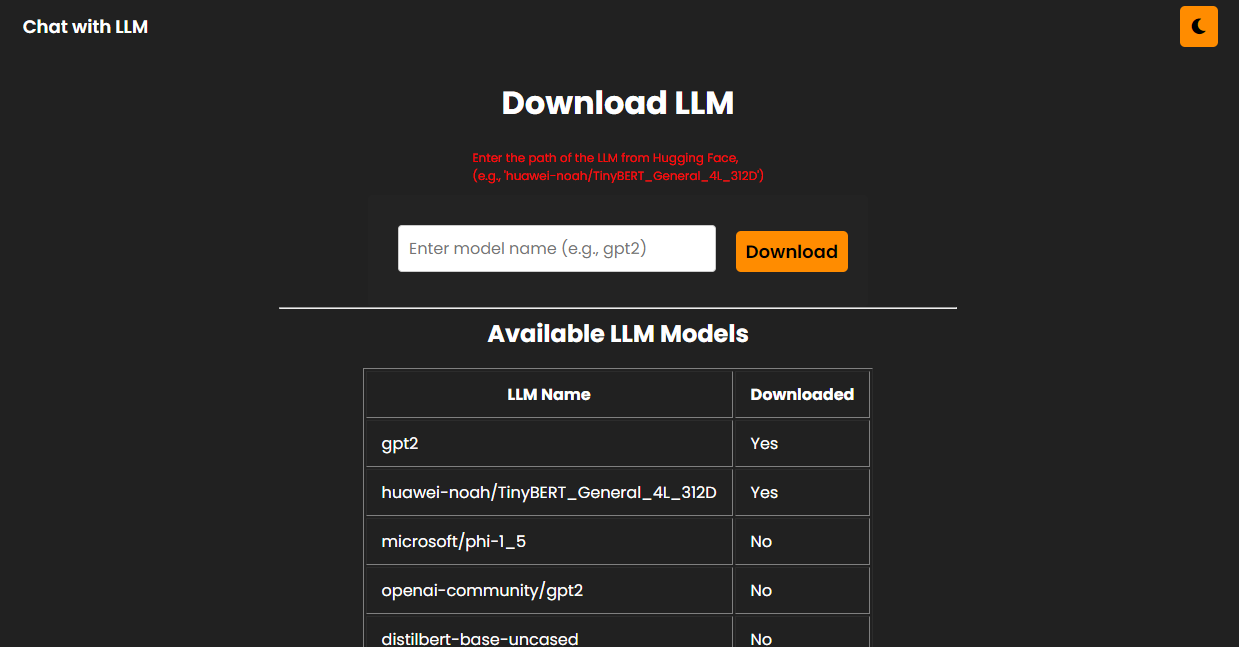 Chat with LLM
Download LLM
Enter the path of the LLM from Hugging Face,
(e.g., 'huawei-noah/TinyBERT_General_4L_312D')
Enter model name (e.g., gpt2)
Download
Available LLM Models
LLM Name Downloaded
gpt2 Yes
huawei-noah/TinyBERT_General_4L_312D Yes
microsoft/phi-1_5 No
openai-community/gpt2 No
distilbert-base-uncased No